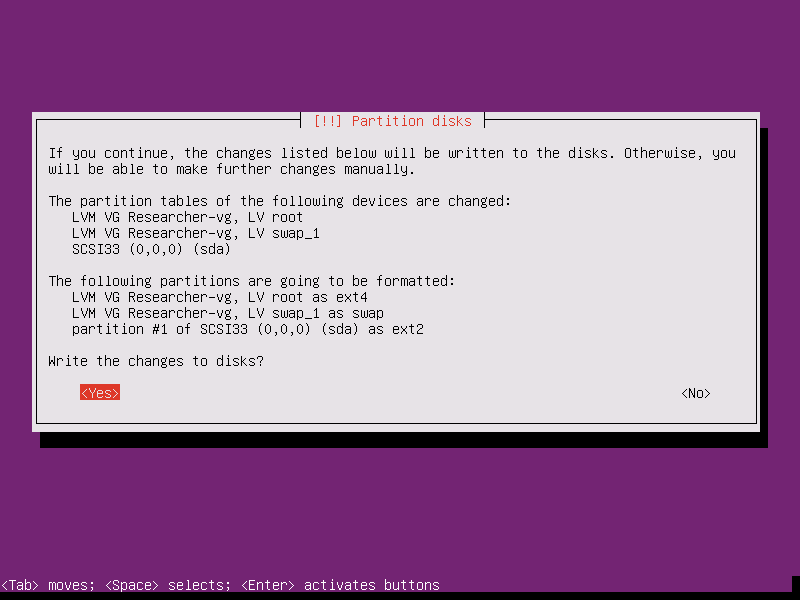 [!!] Partition disks
If you continue, the changes listed below will be written to the disks. Otherwise, you
will be able to make further changes manually.
The partition tables of the following devices are changed:
LVM VG Researcher-vg, LV root
LVM VG Researcher-vg, LV swap_1
SCSI33 (0,0,0) (sda)
The following partitions are going to be formatted:
LVM VG Researcher-vg, LV root as ext4
LVM VG Researcher-vg, LV swap_1 as swap
partition #1 of SCSI33 (0,0,0) (sda) as ext2
Write the changes to disks?
<Yes> <No>
<Tab> moves; <Space> selects; <Enter> activates buttons